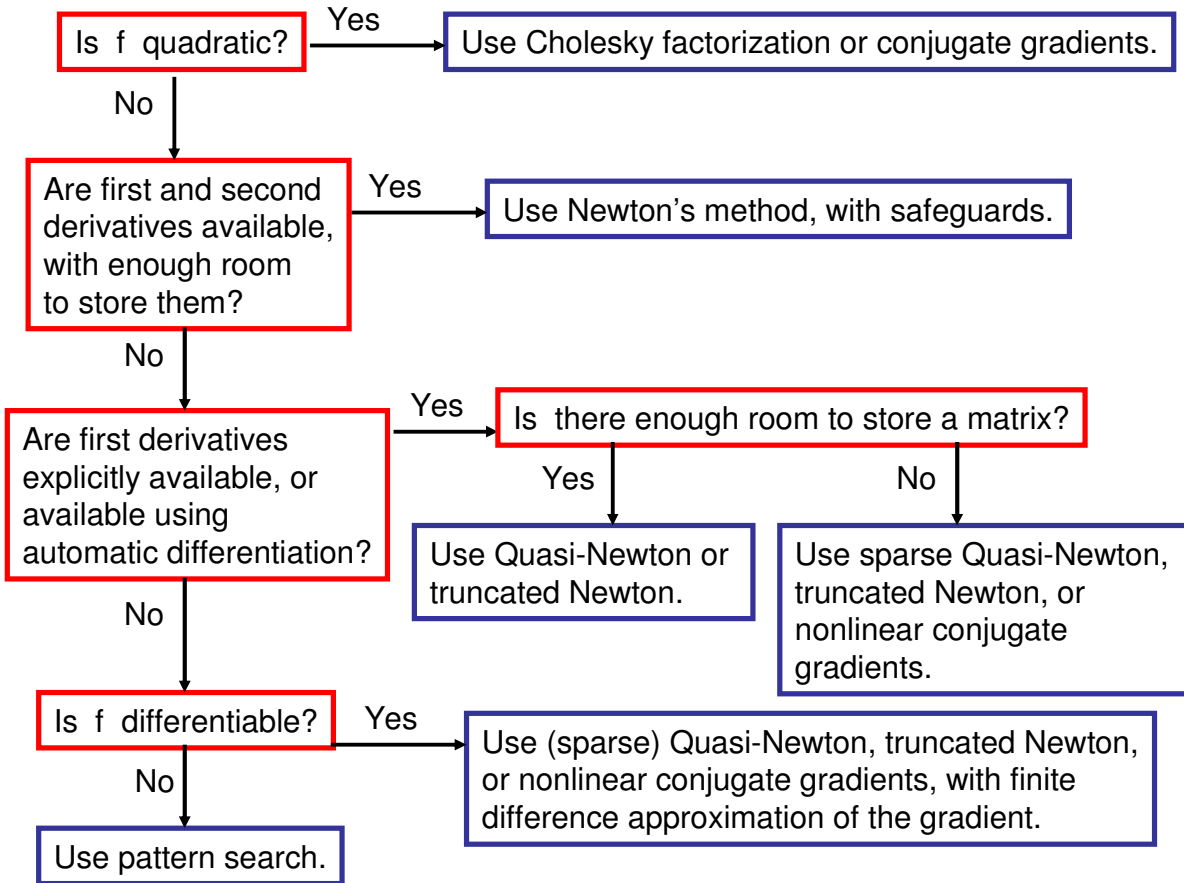 Yes
Is f quadratic?
Use Cholesky factorization or conjugate gradients.
No
Are first and second
derivatives available,
with enough room
to store them?
Yes
Use Newton's method, with safeguards.
No
Are first derivatives
explicitly available, or
available using
automatic differentiation?
Yes
Is there enough room to store a matrix?
Yes
No
Use Quasi-Newton or
truncated Newton.
Use sparse Quasi-Newton,
truncated Newton, or
nonlinear conjugate
gradients.
No
Is f differentiable?
Yes
Use (sparse) Quasi-Newton, truncated Newton,
or nonlinear conjugate gradients, with finite
difference approximation of the gradient.
No
Use pattern search.